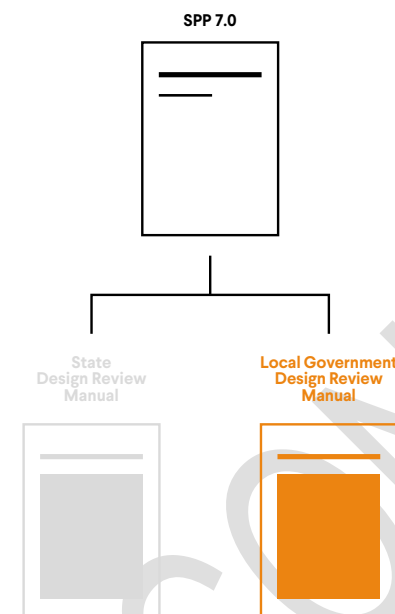 SPP 7.0
State
Design Review
Manual
Local Government
Design Review
Manual